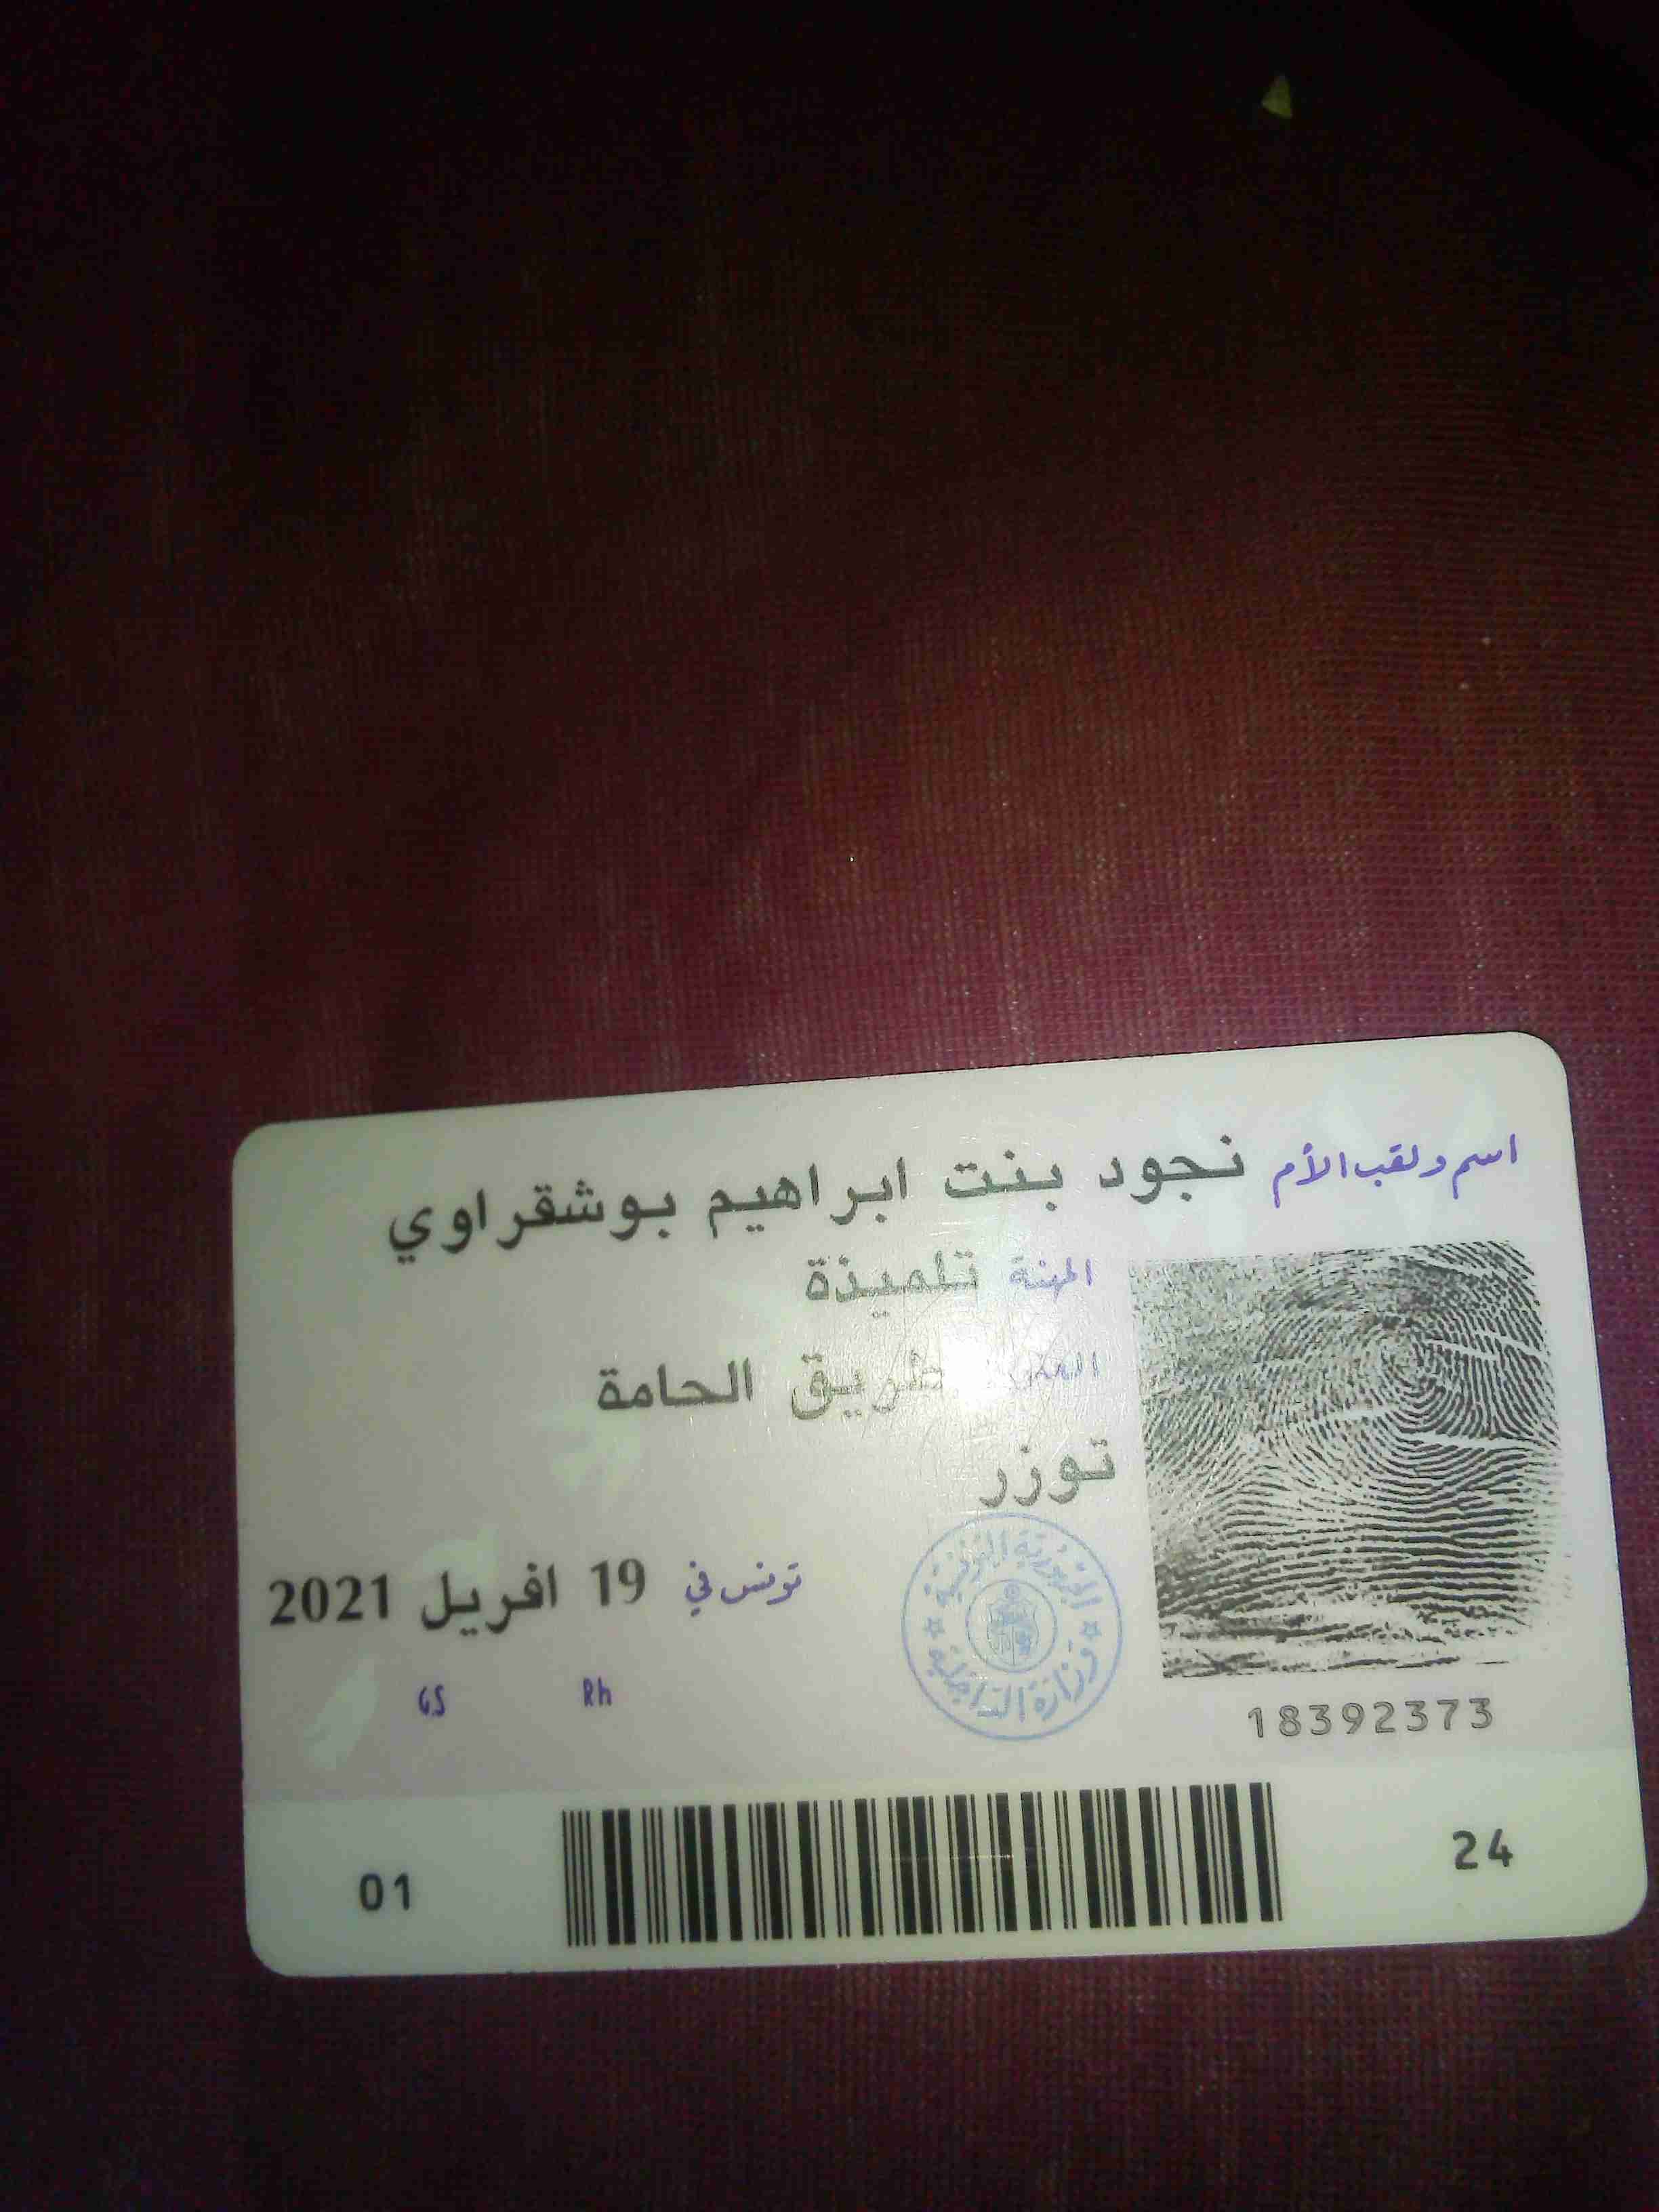 اسم ولقب الأم نجود بنت ابراهيم بوشقراوي
المهنة تلميذة
العنوان طريق الحامة
توزر
تونس في 19 افريل 2021
الجمهورية التونسية
وزارة الداخلية
GS Rh
18392373
01 24